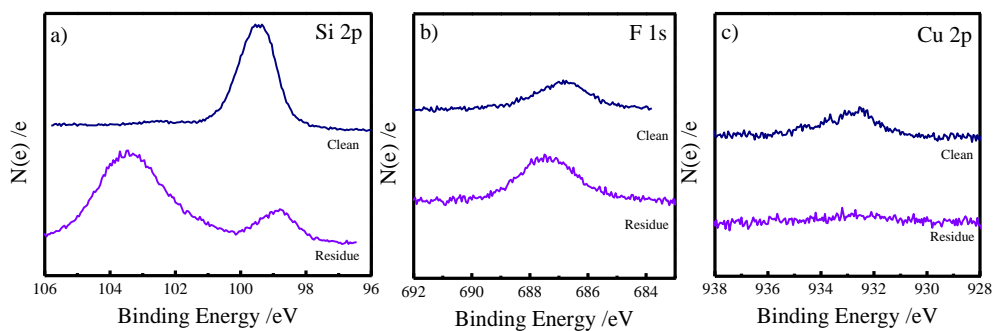 a)
Si 2p
Clean
Residue
N(e) /e
106 104 102 100 98 96
Binding Energy /eV
b)
F 1s
Clean
Residue
N(e) /e
692 690 688 686 684
Binding Energy /eV
c)
Cu 2p
Clean
Residue
N(e) /e
938 936 934 932 930 928
Binding Energy /eV